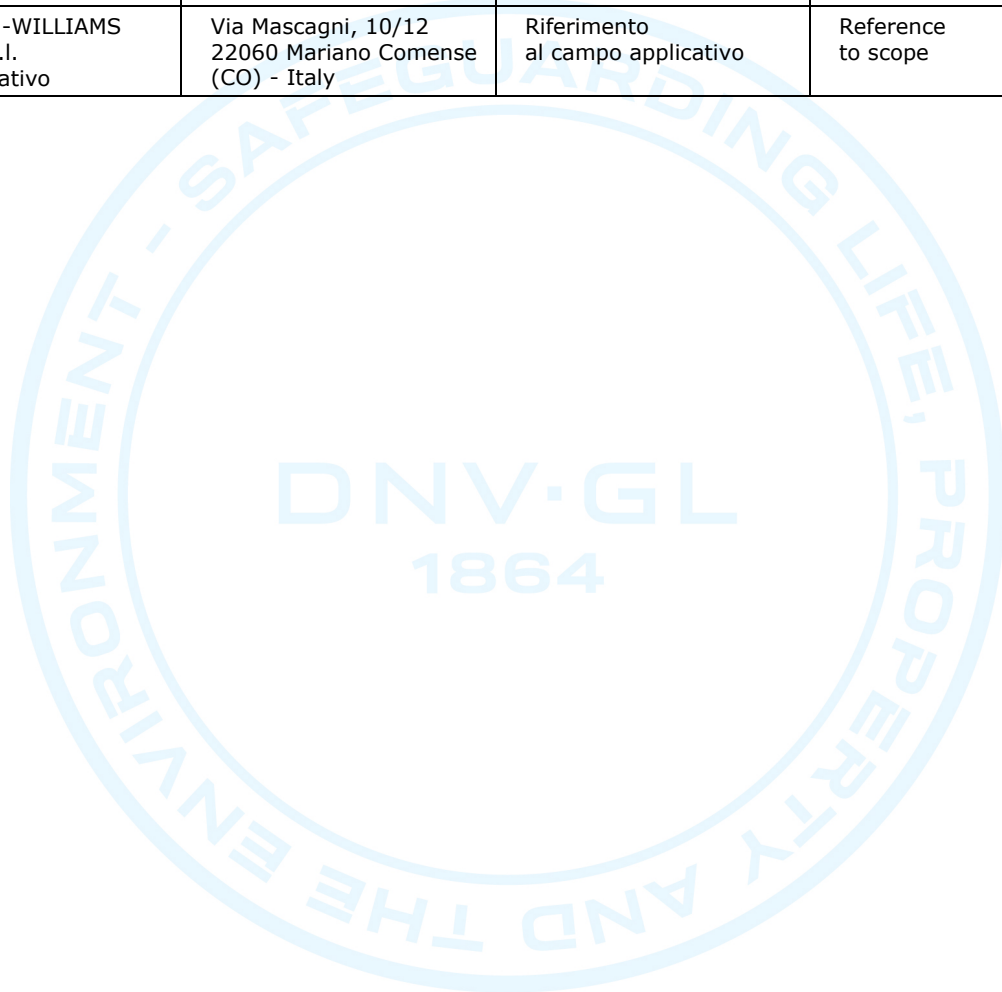 -WILLIAMS
.l.
ativo
Via Mascagni, 10/12
22060 Mariano Comense
(CO) - Italy
Riferimento
al campo applicativo
Reference
to scope
SAFEGUARDING LIFE, PROPERTY AND THE ENVIRONMENT -
DNV·GL
1864